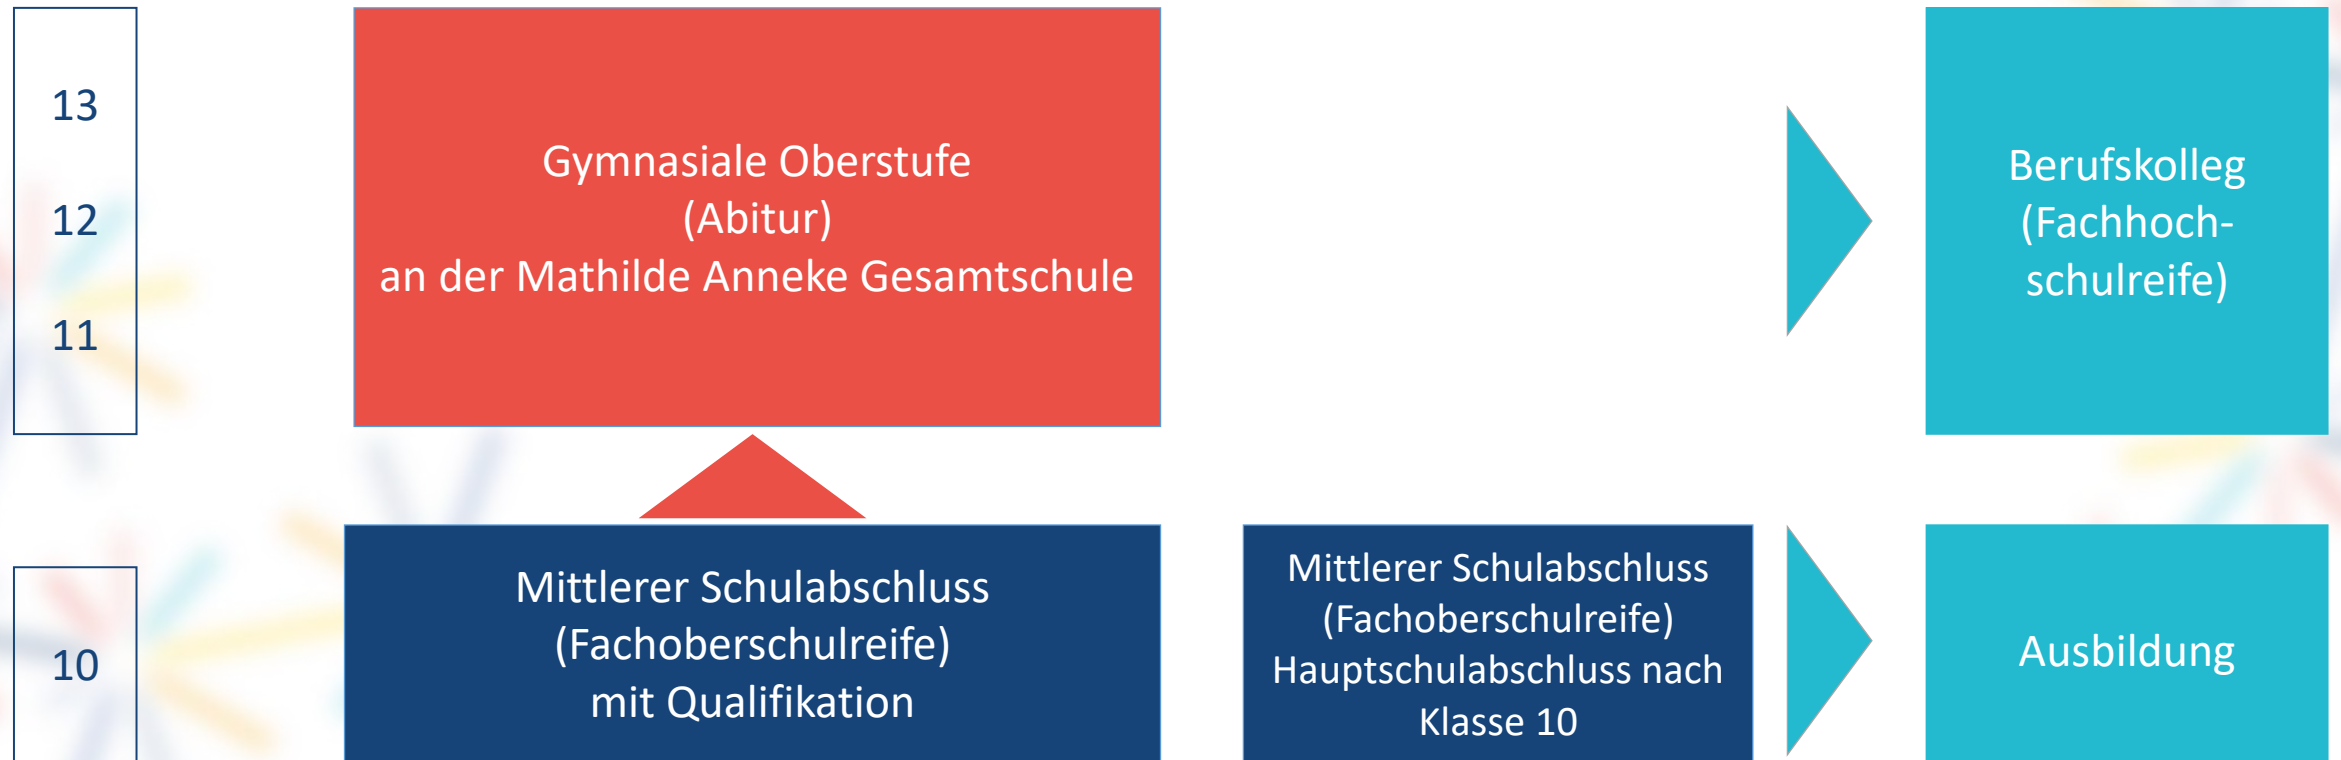 13
12
11
Gymnasiale Oberstufe
(Abitur)
an der Mathilde Anneke Gesamtschule
Berufskolleg
(Fachhoch-
schulreife)
10
Mittlerer Schulabschluss
(Fachoberschulreife)
mit Qualifikation
Mittlerer Schulabschluss
(Fachoberschulreife)
Hauptschulabschluss nach
Klasse 10
Ausbildung